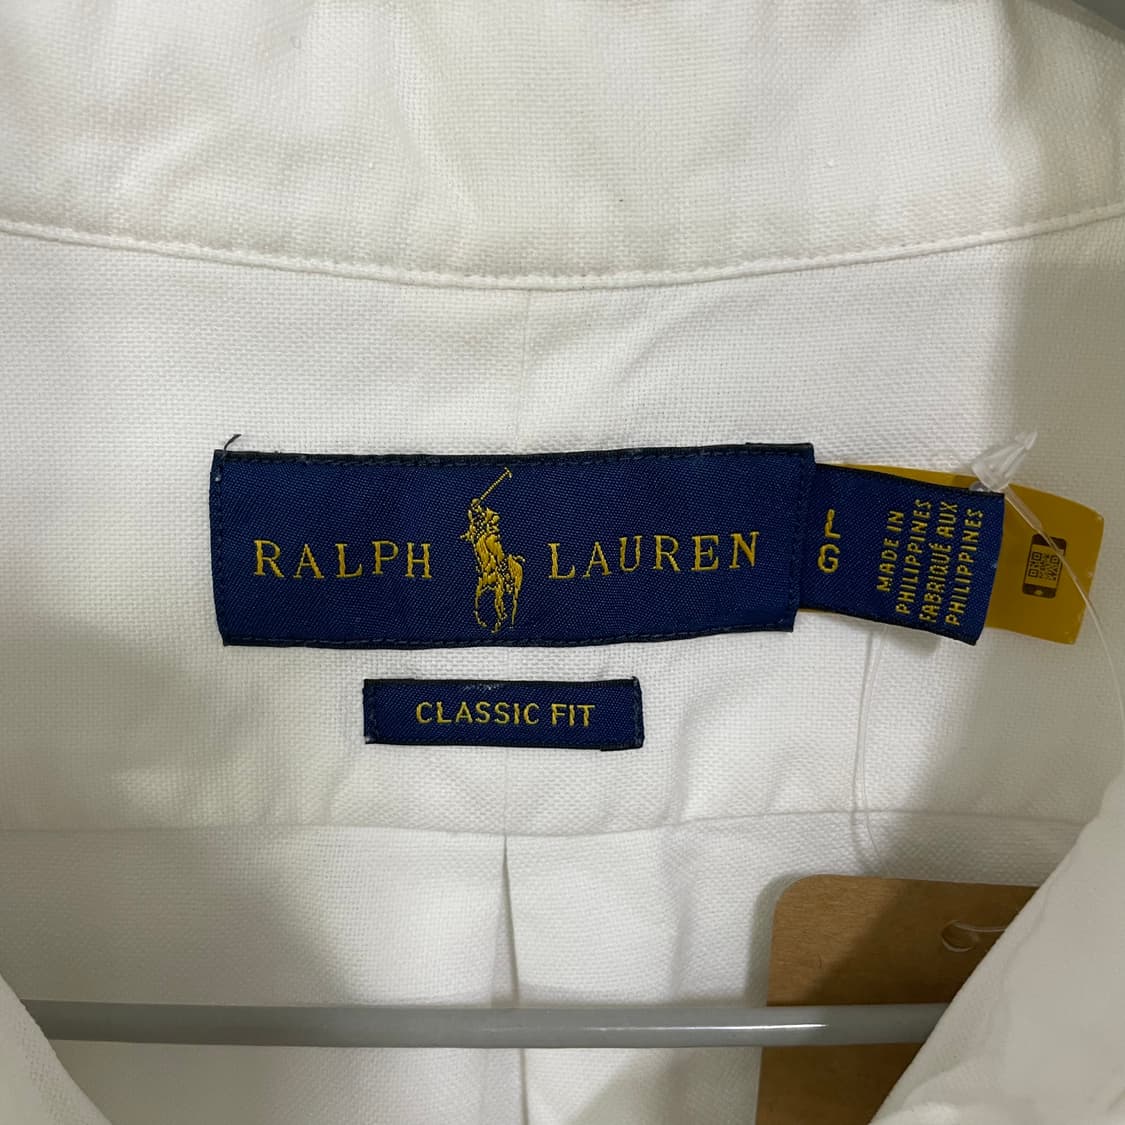 RALPH LAUREN
L
G
MADE IN
PHILIPPINES
FABRIQUÉ AUX
PHILIPPINES
CLASSIC FIT